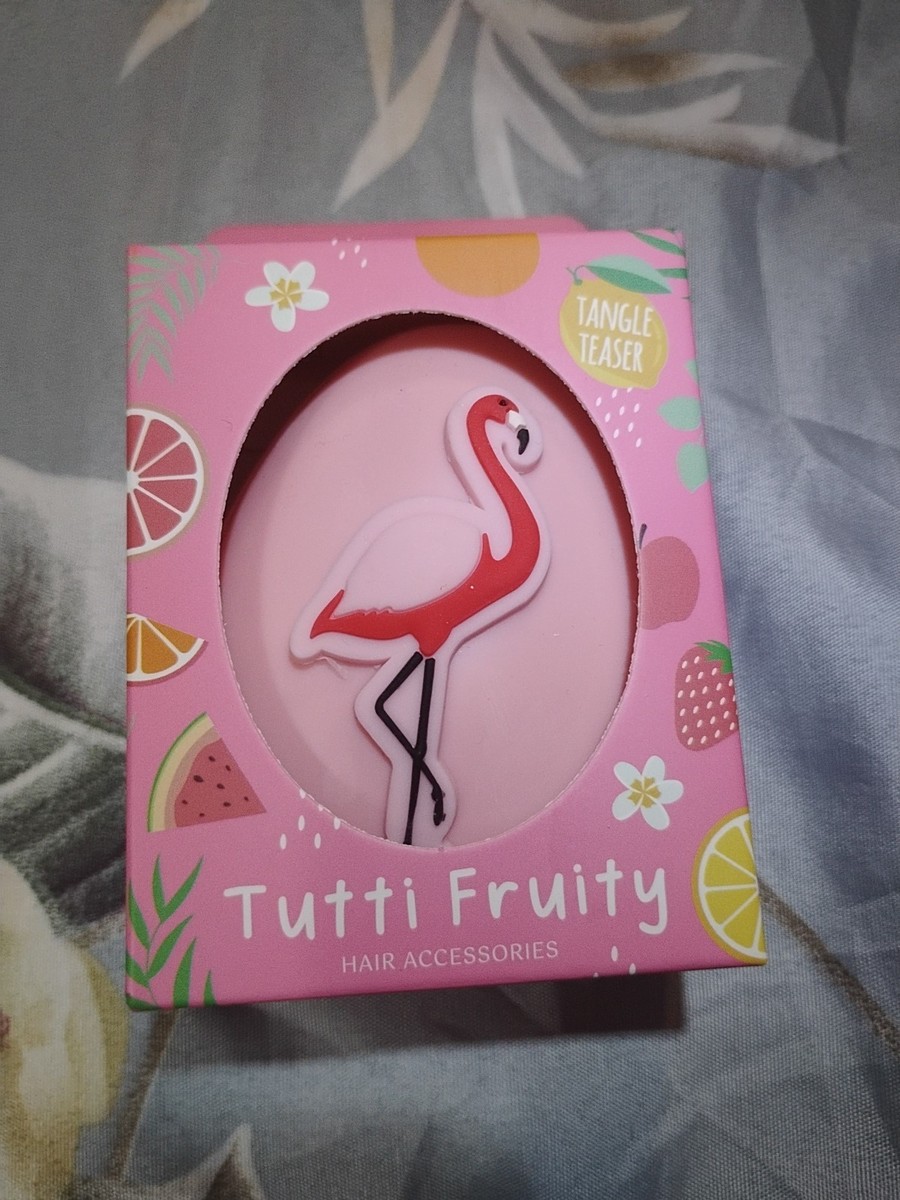 TANGLE
TEASER
Tutti Fruity
HAIR ACCESSORIES